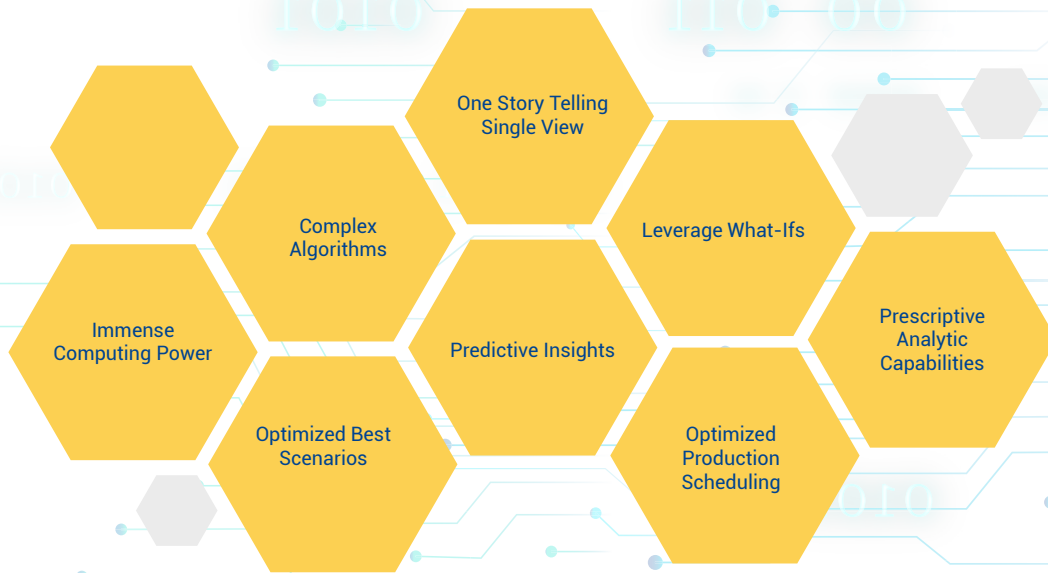 One Story Telling
Single View
Complex
Algorithms
Leverage What-Ifs
Immense
Computing Power
Predictive Insights
Prescriptive
Analytic
Capabilities
Optimized Best
Scenarios
Optimized
Production
Scheduling